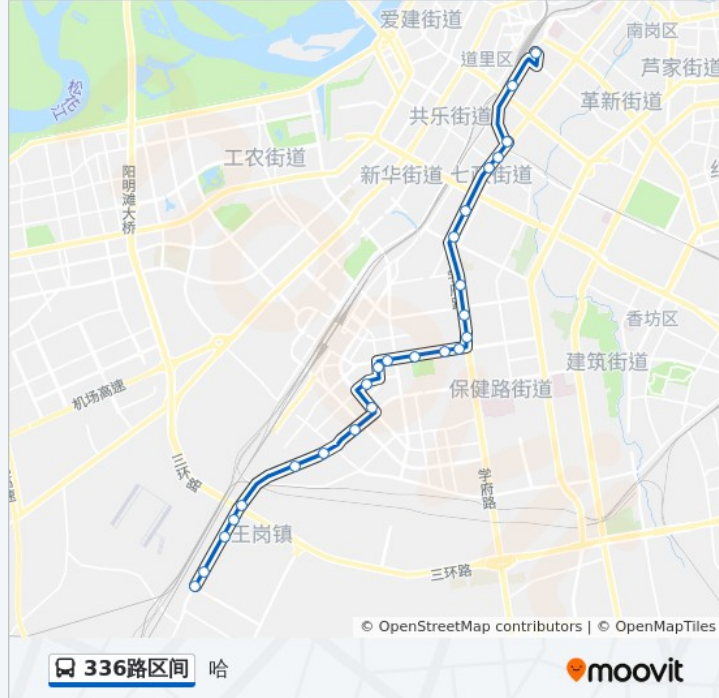 爱建街道
南岗区
道里区
芦家街道
共乐街道
革新街道
工农街道
新华街道
七政街道
阳明滩大桥
香坊区
建筑街道
机场高速
保健路街道
三环路
学府路
王岗镇
三环路
© OpenStreetMap contributors | © OpenMapTiles
336路区间 哈
moovit